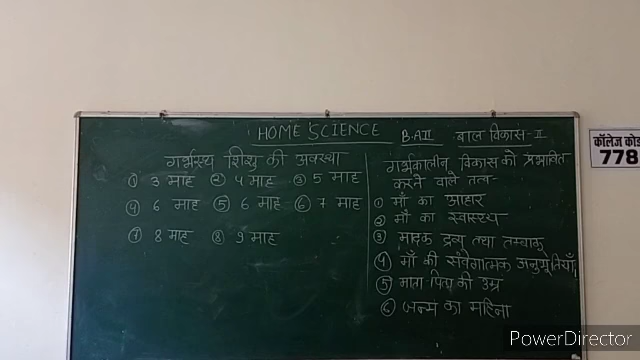 HOME SCIENCE B.A II बाल विकास-II
गर्भस्थ शिशु की अवस्था
① 3 माह ② 4 माह ③ 5 माह
④ 6 माह ⑤ 6 माह ⑥ 7 माह
⑦ 8 माह ⑧ 9 माह
गर्भकालीन विकास को प्रभावित
करने वाले तत्व-
① माँ का आहार
② माँ का स्वास्थ्य
③ मादक द्रव्य तथा तम्बाकू
④ माँ की संवेगात्मक अनुभूतियाँ
⑤ माता-पिता की उम्र
⑥ जन्म का महिना
कॉलेज कोड
778
PowerDirector